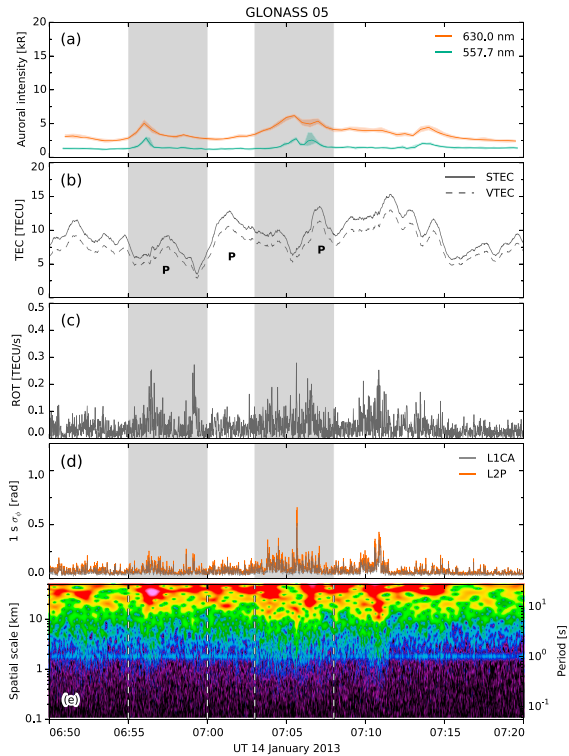 GLONASS 05
(a)
Auroral intensity [kR]
20
15
10
5
0
630.0 nm
557.7 nm
(b)
TEC [TECU]
20
15
10
5
0
STEC
VTEC
P
P
P
(c)
ROT [TECU/s]
0.5
0.4
0.3
0.2
0.1
0.0
(d)
1 s σϕ [rad]
1.0
0.5
0.0
L1CA
L2P
(e)
Spatial scale [km]
10
1
0.1
Period [s]
10¹
10⁰
10⁻¹
06:50 06:55 07:00 07:05 07:10 07:15 07:20
UT 14 January 2013